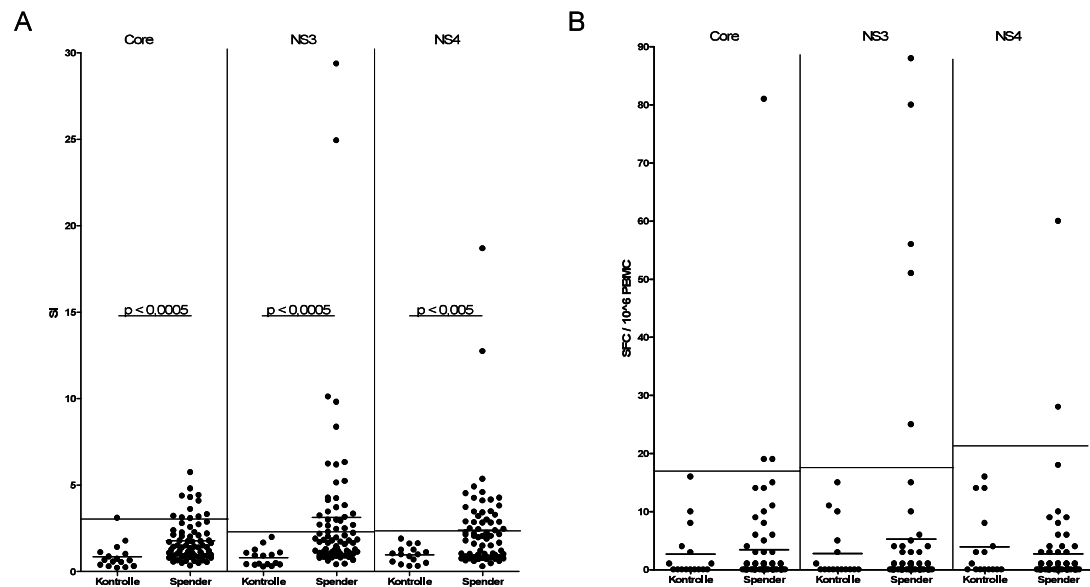 A
Core NS3 NS4
30
25
20
15
10
5
0
SI
p < 0,0005 p < 0,0005 p < 0,005
Kontrolle Spender Kontrolle Spender Kontrolle Spender
B
Core NS3 NS4
90
80
70
60
50
40
30
20
10
0
SFC / 10^6 PBMC
Kontrolle Spender Kontrolle Spender Kontrolle Spender